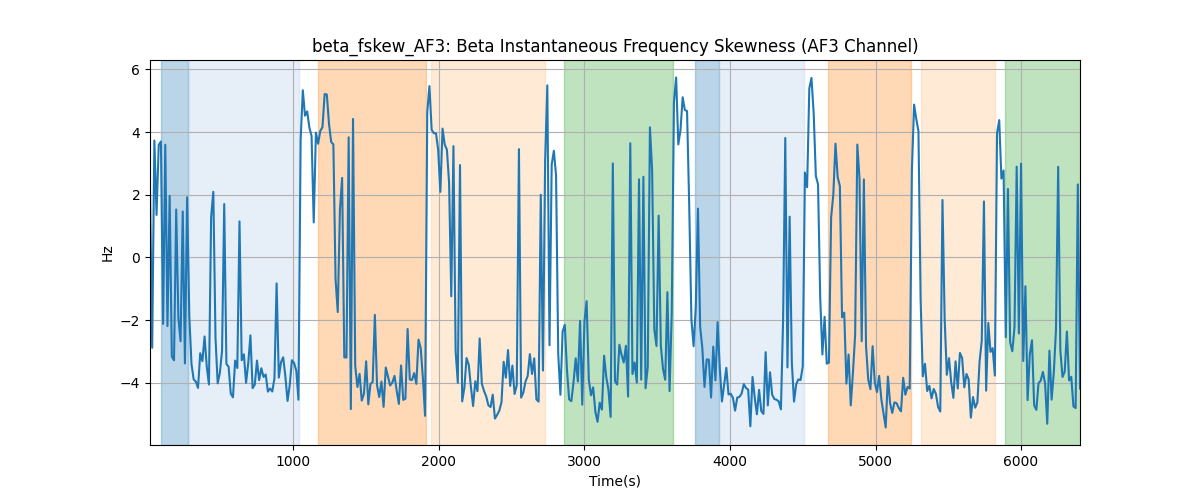 beta_fskew_AF3: Beta Instantaneous Frequency Skewness (AF3 Channel)
6
4
2
0
−2
−4
Hz
1000 2000 3000 4000 5000 6000
Time(s)